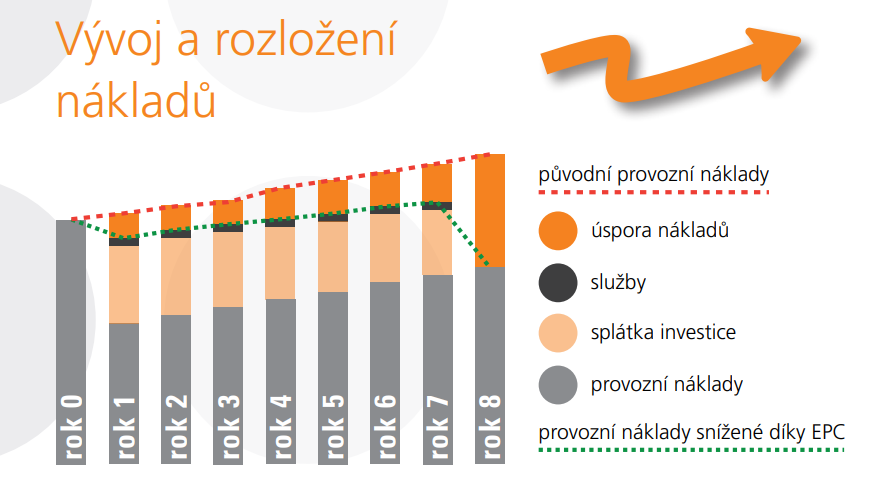 Vývoj a rozložení
nákladů
původní provozní náklady
úspora nákladů
služby
splátka investice
provozní náklady
provozní náklady snížené díky EPC
rok 0
rok 1
rok 2
rok 3
rok 4
rok 5
rok 6
rok 7
rok 8